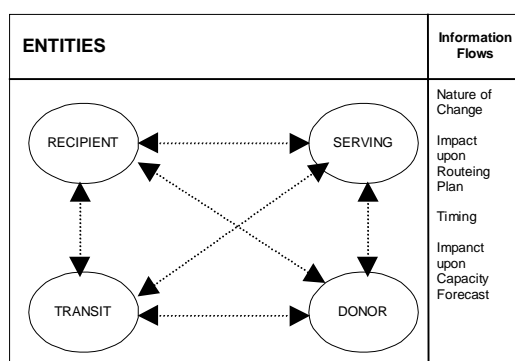 ENTITIES
Information
Flows
RECIPIENT
SERVING
TRANSIT
DONOR
Nature of
Change
Impact
upon
Routeing
Plan
Timing
Impanct
upon
Capacity
Forecast